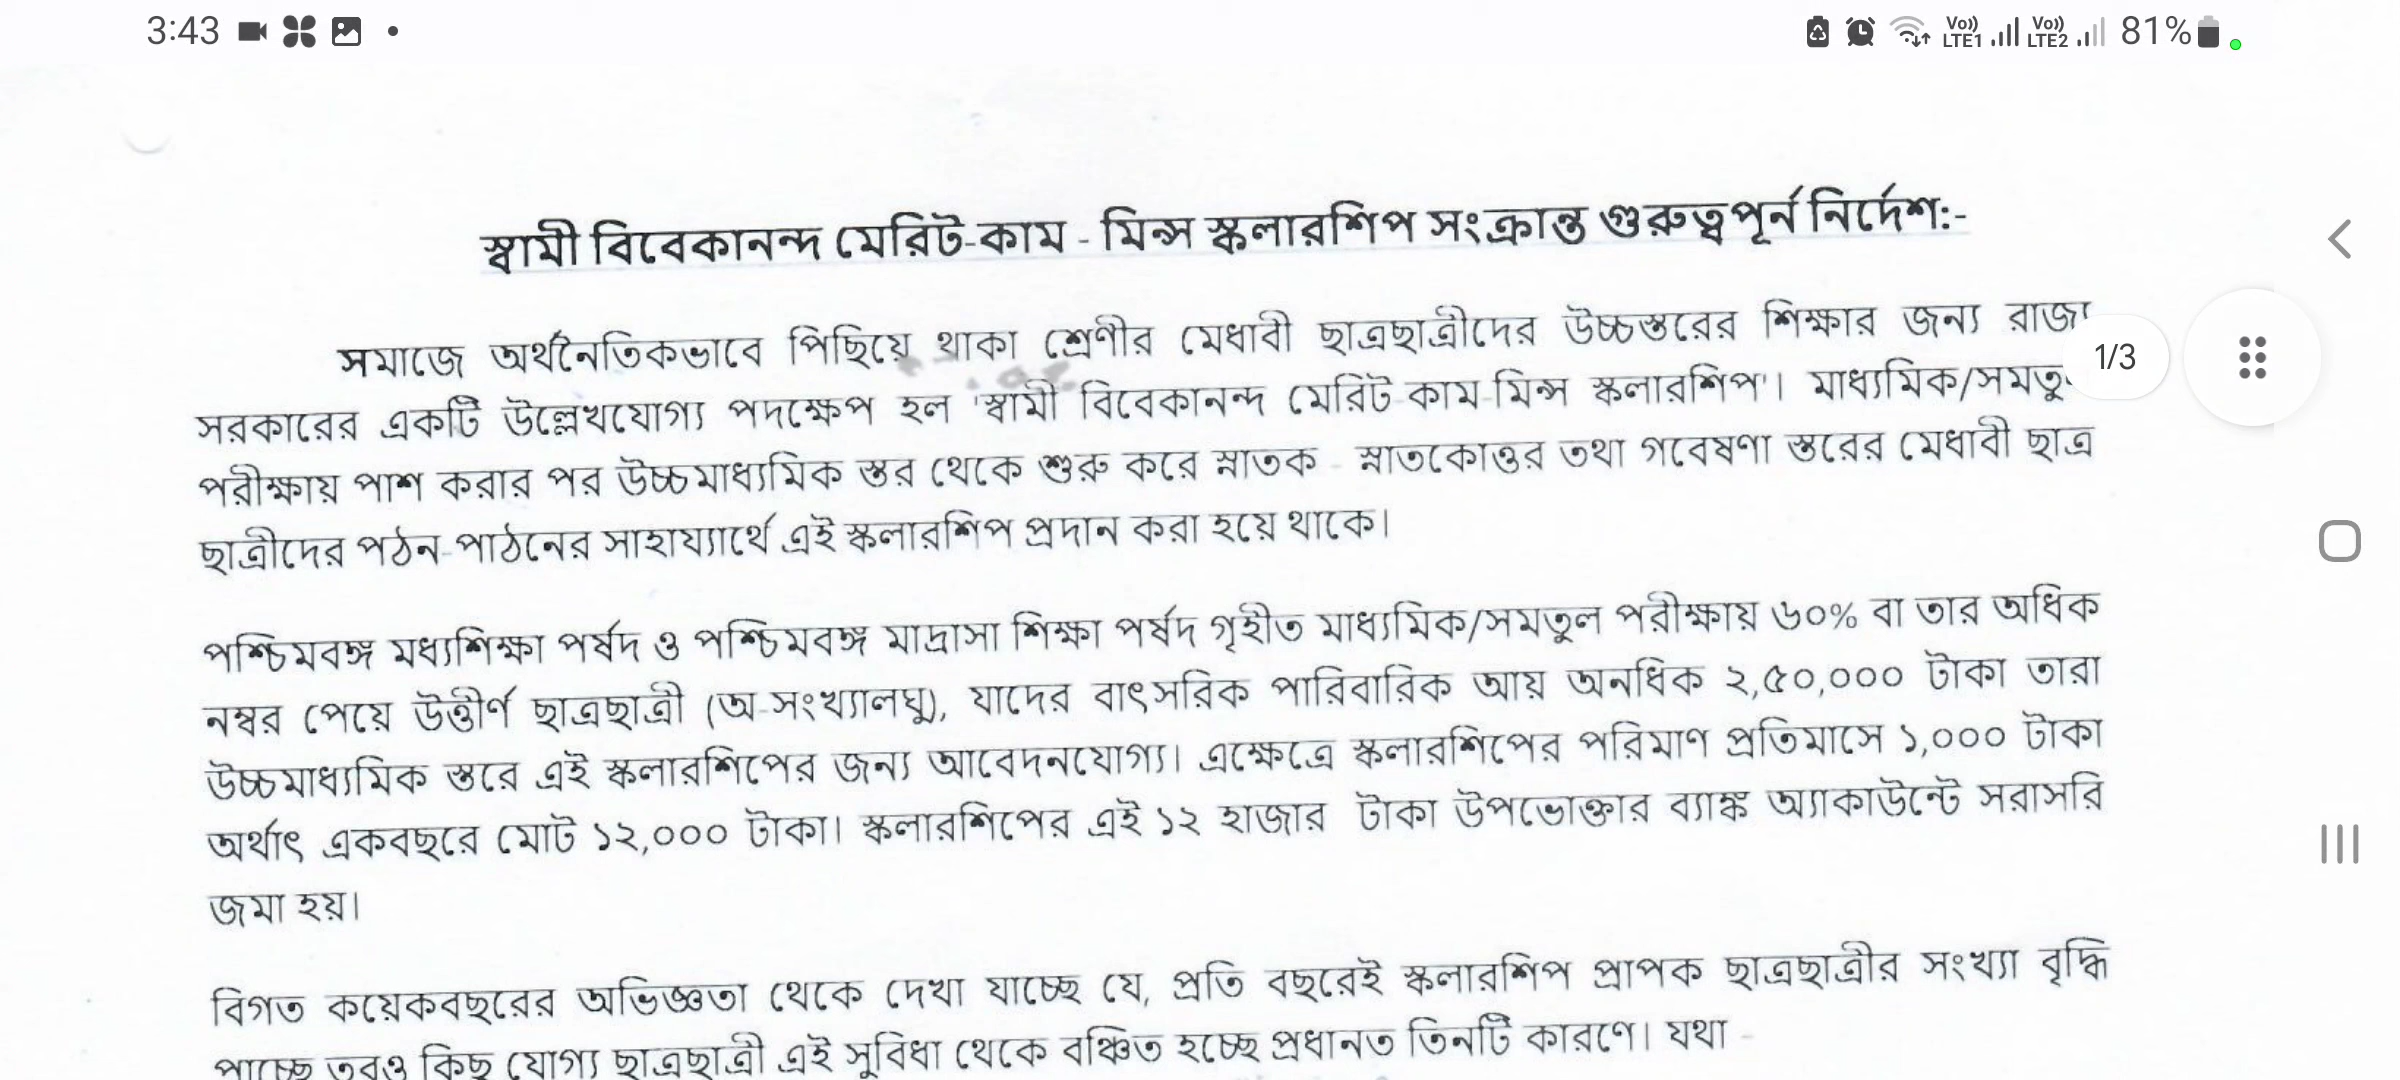 3:43
Vo)) LTE1 Vo)) LTE2 81%
স্বামী বিবেকানন্দ মেরিট-কাম - মিন্স স্কলারশিপ সংক্রান্ত গুরুত্বপূর্ন নির্দেশ:-
সমাজে অর্থনৈতিকভাবে পিছিয়ে থাকা শ্রেণীর মেধাবী ছাত্রছাত্রীদের উচ্চস্তরের শিক্ষার জন্য রাজ্য
1/3
সরকারের একটি উল্লেখযোগ্য পদক্ষেপ হল 'স্বামী বিবেকানন্দ মেরিট-কাম-মিন্স স্কলারশিপ'। মাধ্যমিক/সমতু
পরীক্ষায় পাশ করার পর উচ্চমাধ্যমিক স্তর থেকে শুরু করে স্নাতক - স্নাতকোত্তর তথা গবেষণা স্তরের মেধাবী ছাত্র
ছাত্রীদের পঠন-পাঠনের সাহায্যার্থে এই স্কলারশিপ প্রদান করা হয়ে থাকে।
পশ্চিমবঙ্গ মধ্যশিক্ষা পর্ষদ ও পশ্চিমবঙ্গ মাদ্রাসা শিক্ষা পর্ষদ গৃহীত মাধ্যমিক/সমতুল পরীক্ষায় ৬০% বা তার অধিক
নম্বর পেয়ে উত্তীর্ণ ছাত্রছাত্রী (অ-সংখ্যালঘু), যাদের বাৎসরিক পারিবারিক আয় অনধিক ২,৫০,০০০ টাকা তারা
উচ্চমাধ্যমিক স্তরে এই স্কলারশিপের জন্য আবেদনযোগ্য। এক্ষেত্রে স্কলারশিপের পরিমাণ প্রতিমাসে ১,০০০ টাকা
অর্থাৎ একবছরে মোট ১২,০০০ টাকা। স্কলারশিপের এই ১২ হাজার টাকা উপভোক্তার ব্যাঙ্ক অ্যাকাউন্টে সরাসরি
জমা হয়।
বিগত কয়েকবছরের অভিজ্ঞতা থেকে দেখা যাচ্ছে যে, প্রতি বছরেই স্কলারশিপ প্রাপক ছাত্রছাত্রীর সংখ্যা বৃদ্ধি
পাচ্ছে তবুও কিছু যোগ্য ছাত্রছাত্রী এই সুবিধা থেকে বঞ্চিত হচ্ছে প্রধানত তিনটি কারণে। যথা -